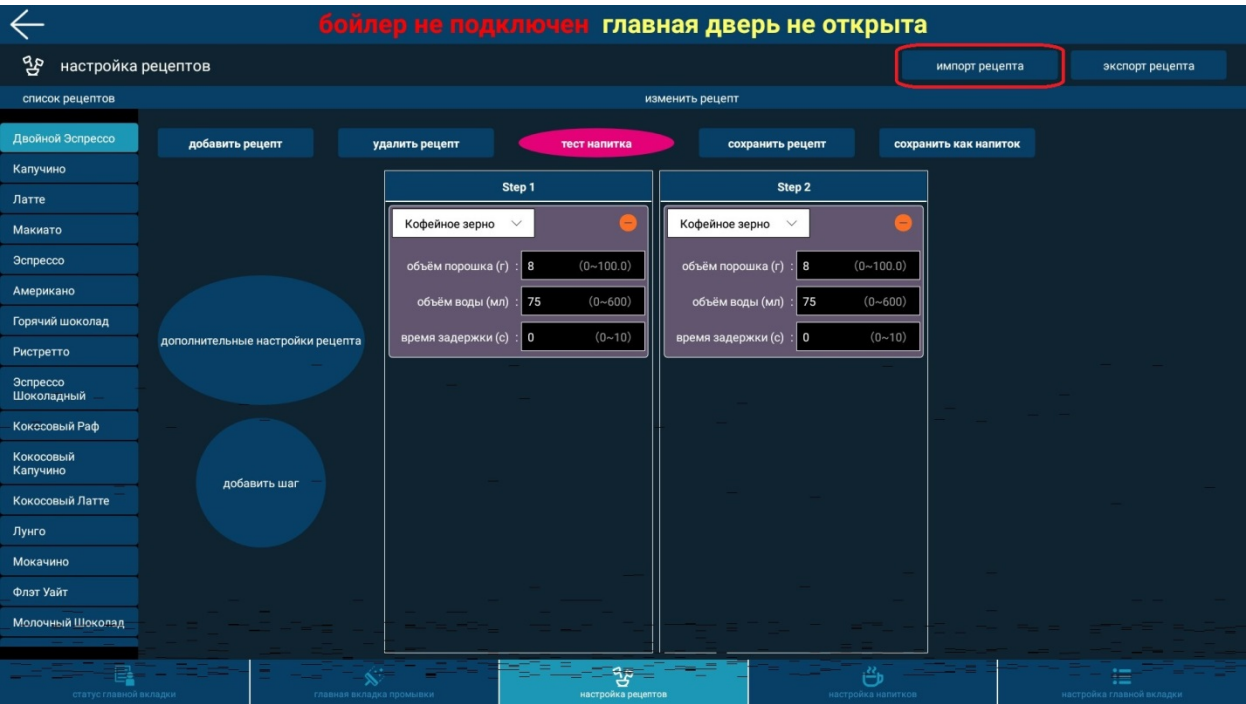 бойлер не подключен главная дверь не открыта
настройка рецептов
импорт рецепта
экспорт рецепта
список рецептов
изменить рецепт
Двойной Эспрессо
Капучино
Латте
Макиато
Эспрессо
Американо
Горячий шоколад
Ристретто
Эспрессо
Шоколадный
Кокосовый Раф
Кокосовый
Капучино
Кокосовый Латте
Лунго
Мокачино
Флэт Уайт
Молочный Шоколад
добавить рецепт
удалить рецепт
тест напитка
сохранить рецепт
сохранить как напиток
дополнительные настройки рецепта
добавить шаг
Step 1
Кофейное зерно
объём порошка (г) : 8 (0~100.0)
объём воды (мл) : 75 (0~600)
время задержки (с) : 0 (0~10)
Step 2
Кофейное зерно
объём порошка (г) : 8 (0~100.0)
объём воды (мл) : 75 (0~600)
время задержки (с) : 0 (0~10)
статус главной вкладки
главная вкладка промывки
настройка рецептов
настройка напитков
настройка главной вкладки